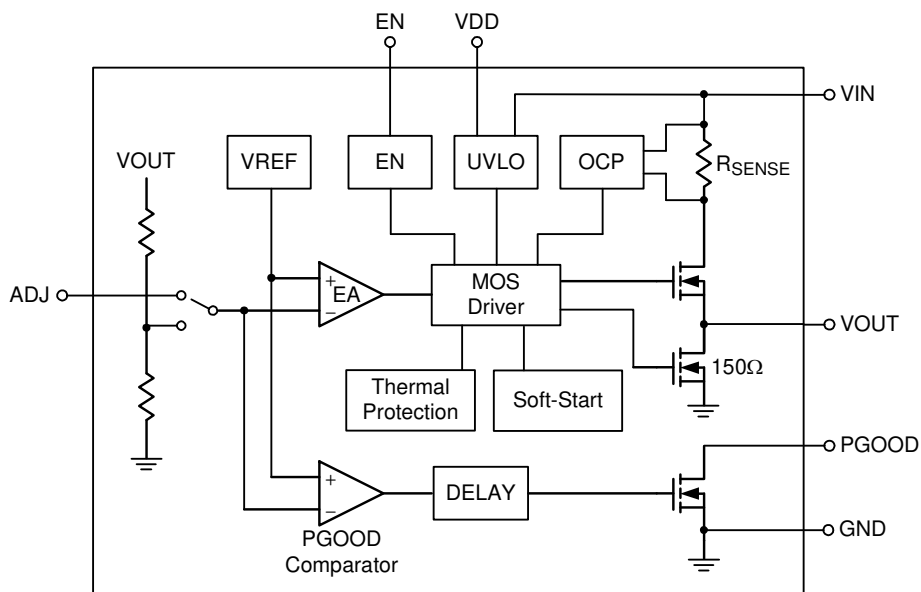 EN
VDD
VIN
VOUT
VREF
EN
UVLO
OCP
RSENSE
ADJ
+
EA
−
MOS
Driver
VOUT
150Ω
Thermal
Protection
Soft-Start
PGOOD
+
−
DELAY
PGOOD
Comparator
GND